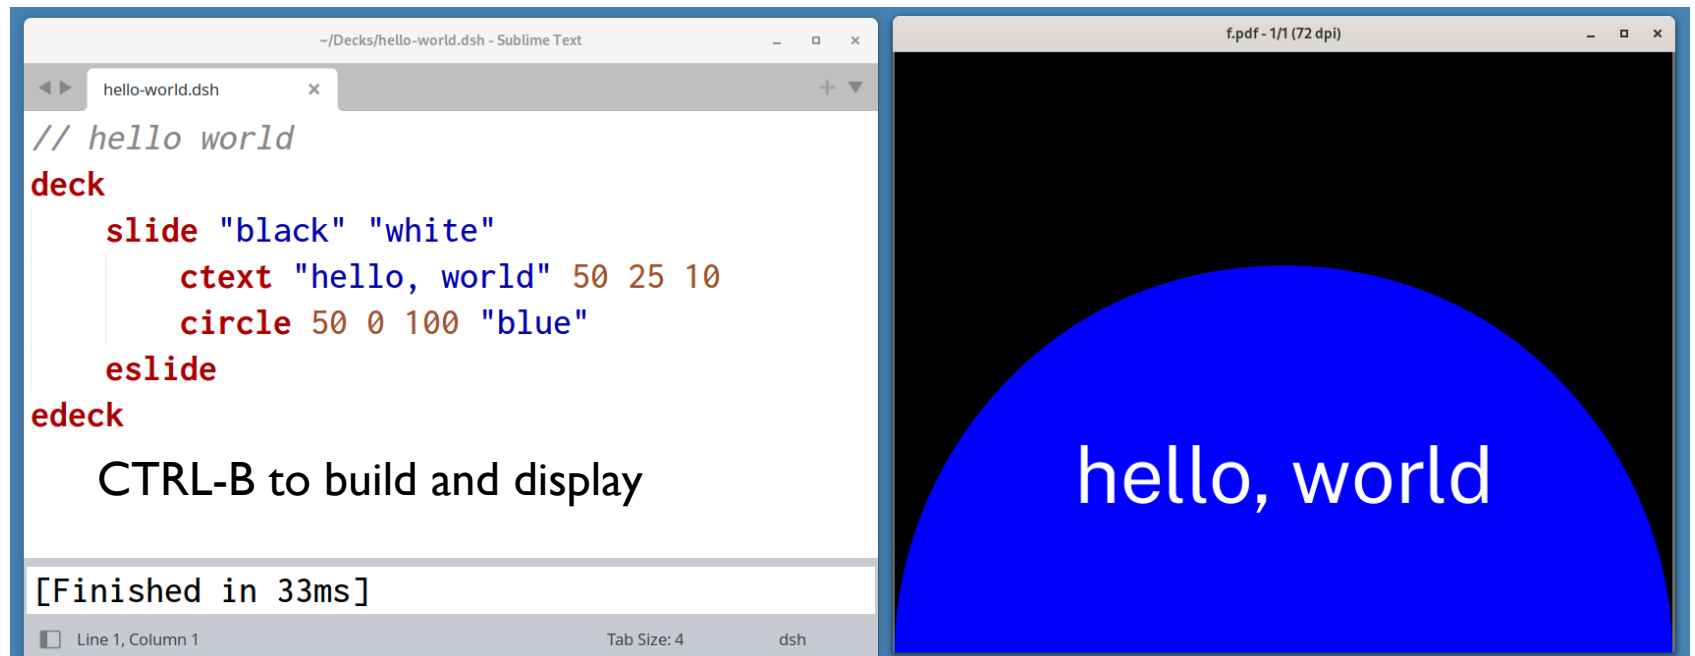 ~/Decks/hello-world.dsh - Sublime Text
hello-world.dsh
// hello world
deck
slide "black" "white"
ctext "hello, world" 50 25 10
circle 50 0 100 "blue"
eslide
edeck
CTRL-B to build and display
[Finished in 33ms]
Line 1, Column 1 Tab Size: 4 dsh
f.pdf - 1/1 (72 dpi)
hello, world